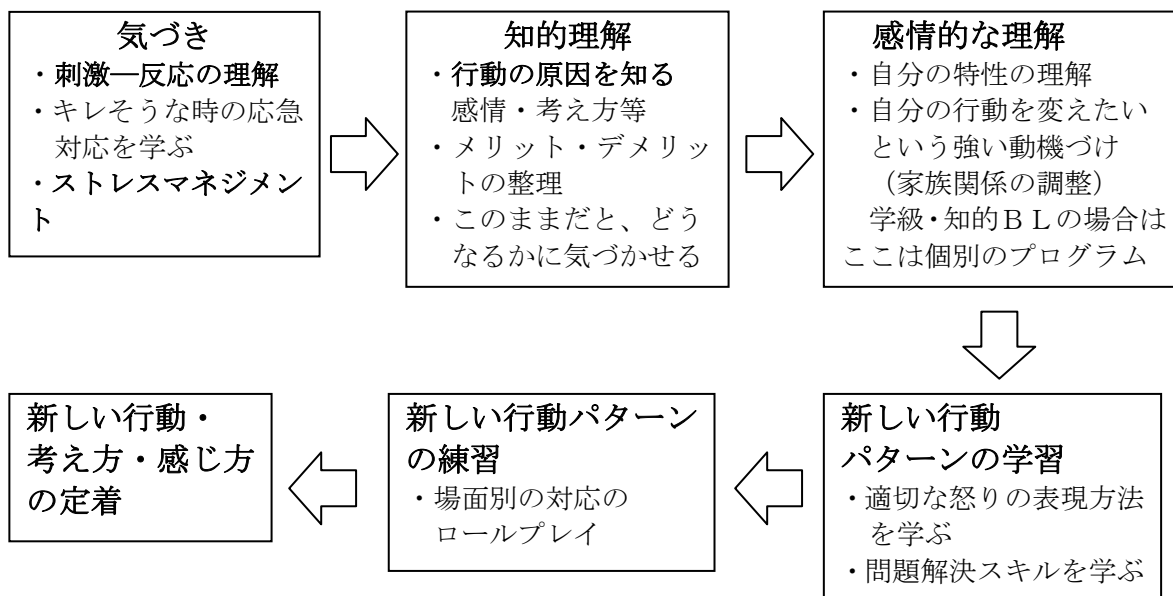 気づき
・刺激―反応の理解
・キレそうな時の応急
対応を学ぶ
・ストレスマネジメン
ト
知的理解
・行動の原因を知る
感情・考え方等
・メリット・デメリッ
トの整理
・このままだと、どう
なるかに気づかせる
感情的な理解
・自分の特性の理解
・自分の行動を変えたい
という強い動機づけ
（家族関係の調整）
学級・知的ＢＬの場合は
ここは個別のプログラム
新しい行動
パターンの学習
・適切な怒りの表現方法
を学ぶ
・問題解決スキルを学ぶ
新しい行動パターン
の練習
・場面別の対応の
ロールプレイ
新しい行動・
考え方・感じ方
の定着